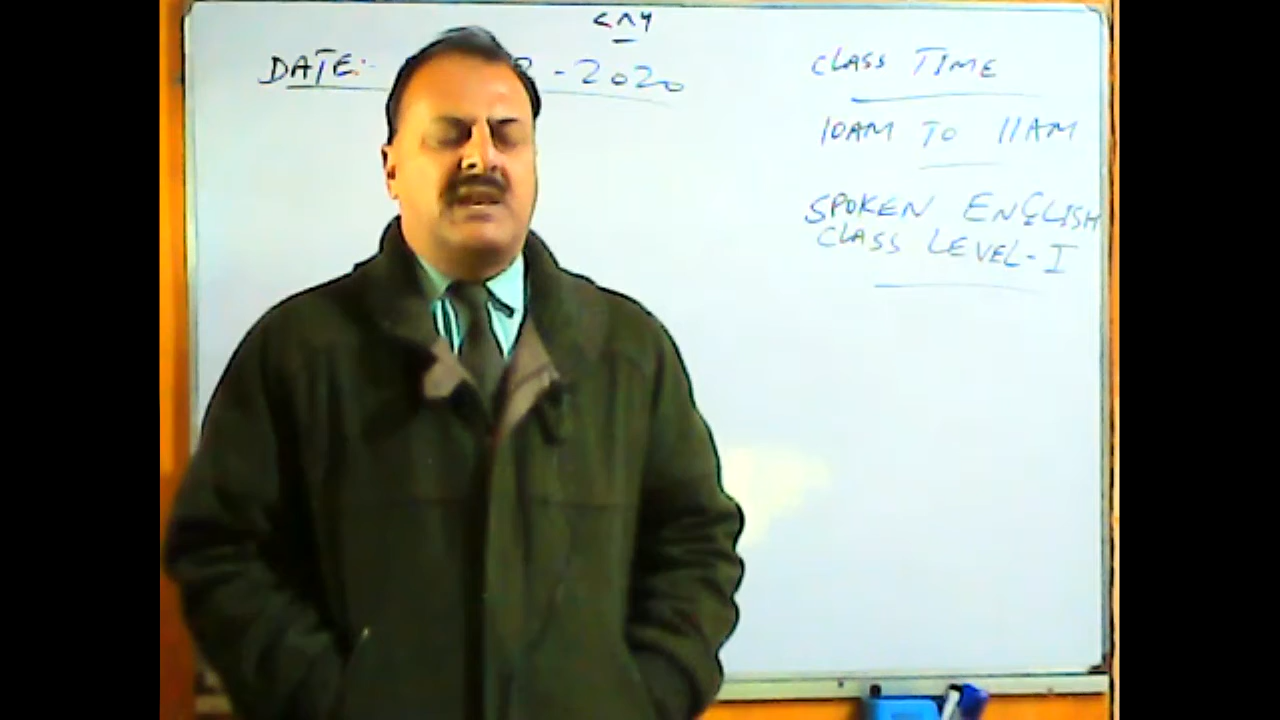 DATE:- - 2020
CLASS TIME
10AM TO 11AM
SPOKEN ENGLISH
CLASS LEVEL-I